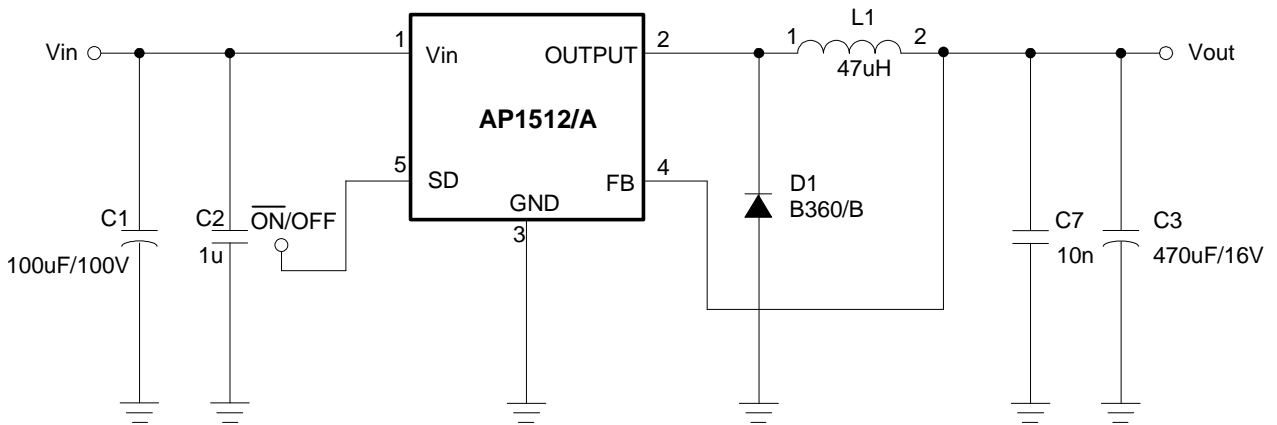 L1
Vin
1
Vin
OUTPUT
2
1
2
Vout
47uH
AP1512/A
5
SD
FB
4
D1
B360/B
GND
3
C1
100uF/100V
C2
1u
O̅N̅/OFF
C7
10n
C3
470uF/16V